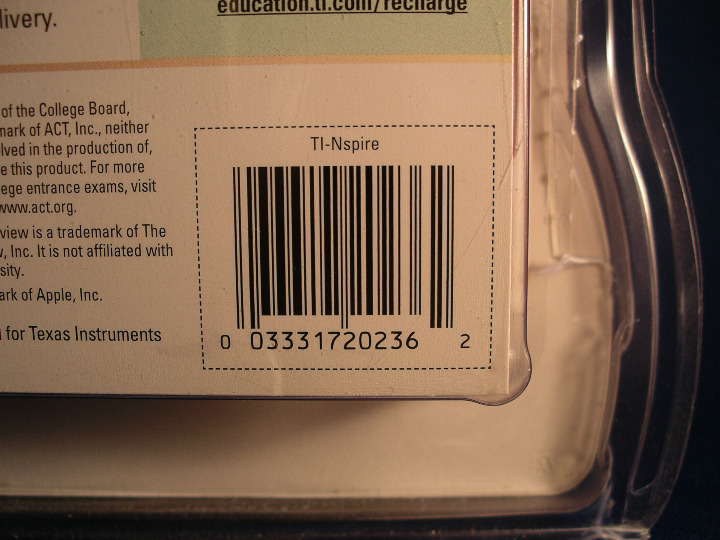 livery.
education.ti.com/recharge
of the College Board,
mark of ACT, Inc., neither
lved in the production of,
e this product. For more
ege entrance exams, visit
www.act.org.
view is a trademark of The
, Inc. It is not affiliated with
sity.
ark of Apple, Inc.
for Texas Instruments
TI-Nspire
0 03331720236 2